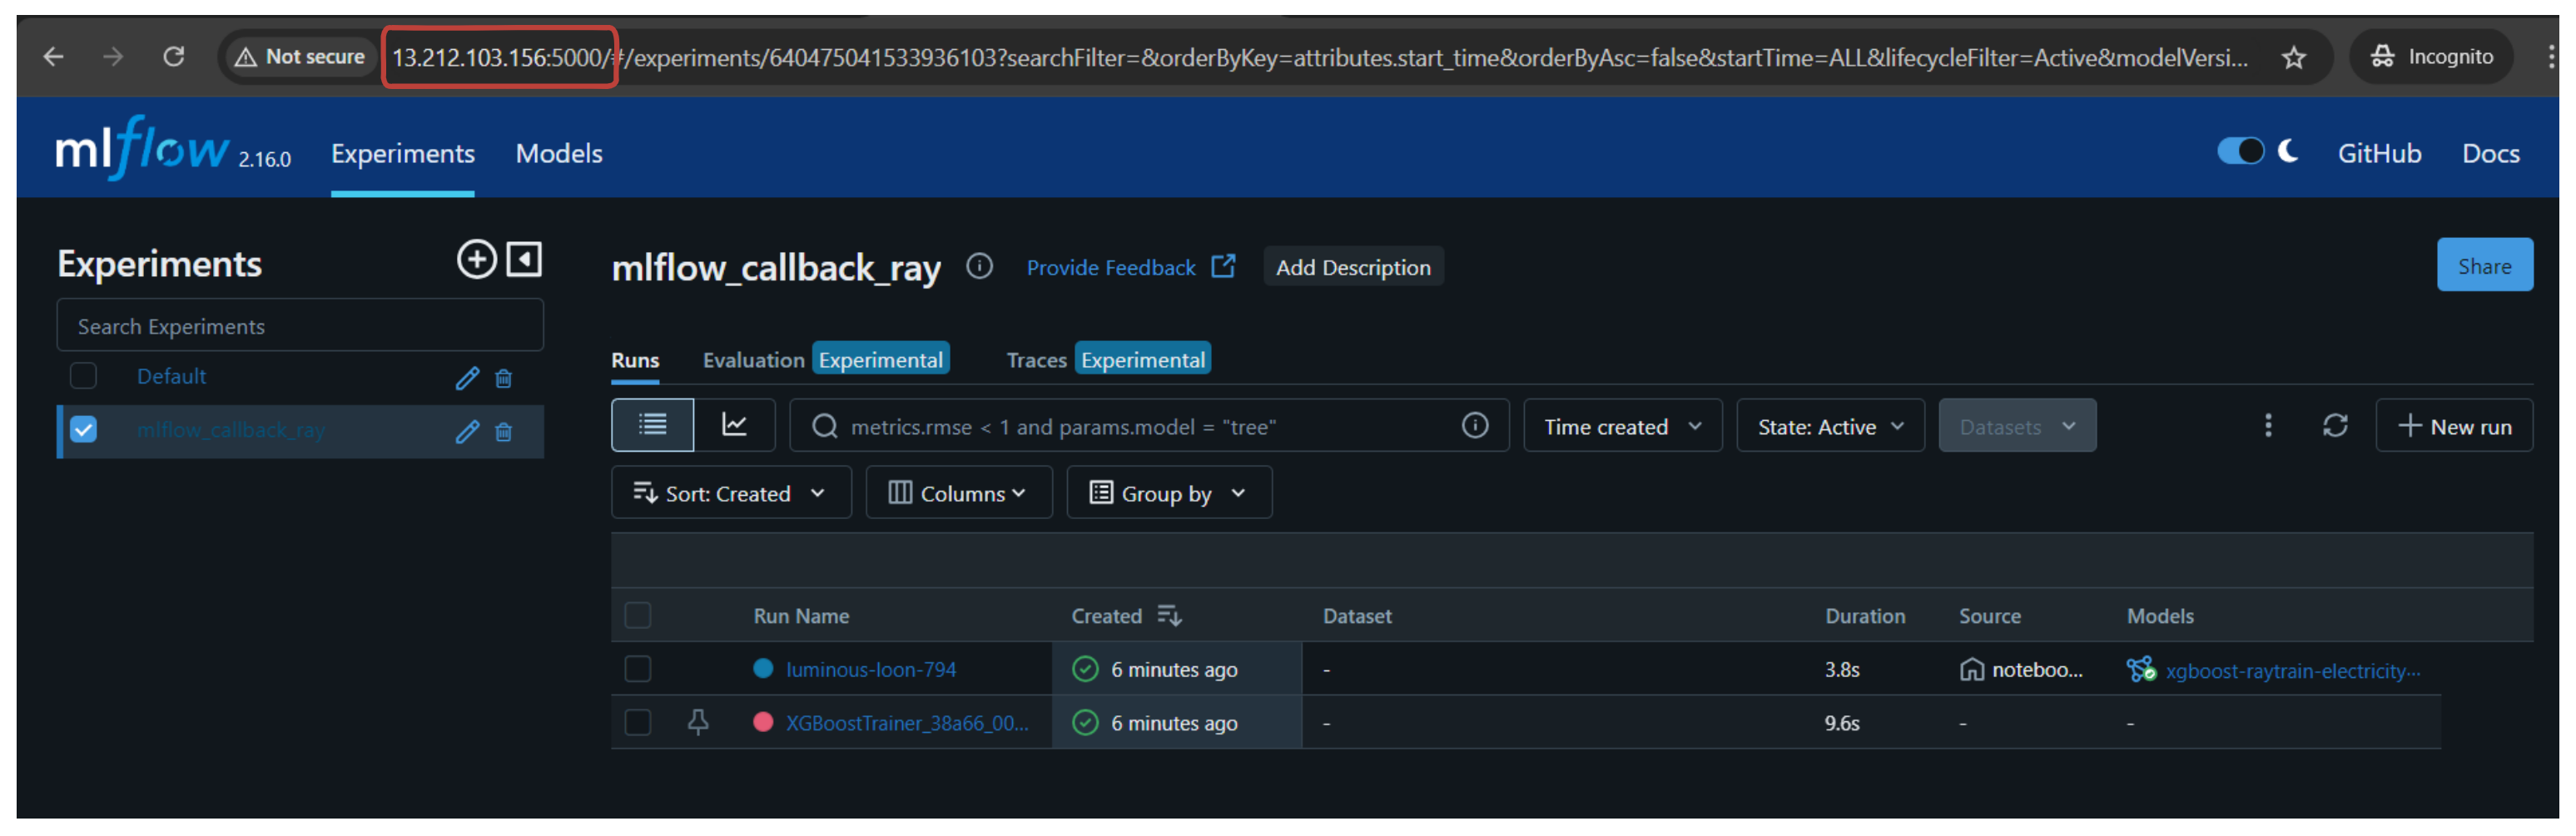 Not secure 13.212.103.156:5000/#/experiments/640475041533936103?searchFilter=&orderByKey=attributes.start_time&orderByAsc=false&startTime=ALL&lifecycleFilter=Active&modelVersi... Incognito
mlflow 2.16.0 Experiments Models GitHub Docs
Experiments
mlflow_callback_ray Provide Feedback Add Description Share
Search Experiments
Default
mlflow_callback_ray
Runs Evaluation Experimental Traces Experimental
metrics.rmse < 1 and params.model = "tree" Time created State: Active Datasets New run
Sort: Created Columns Group by
Run Name Created Dataset Duration Source Models
luminous-loon-794 6 minutes ago - 3.8s noteboo... xgboost-raytrain-electricity...
XGBoostTrainer_38a66_00... 6 minutes ago - 9.6s - -